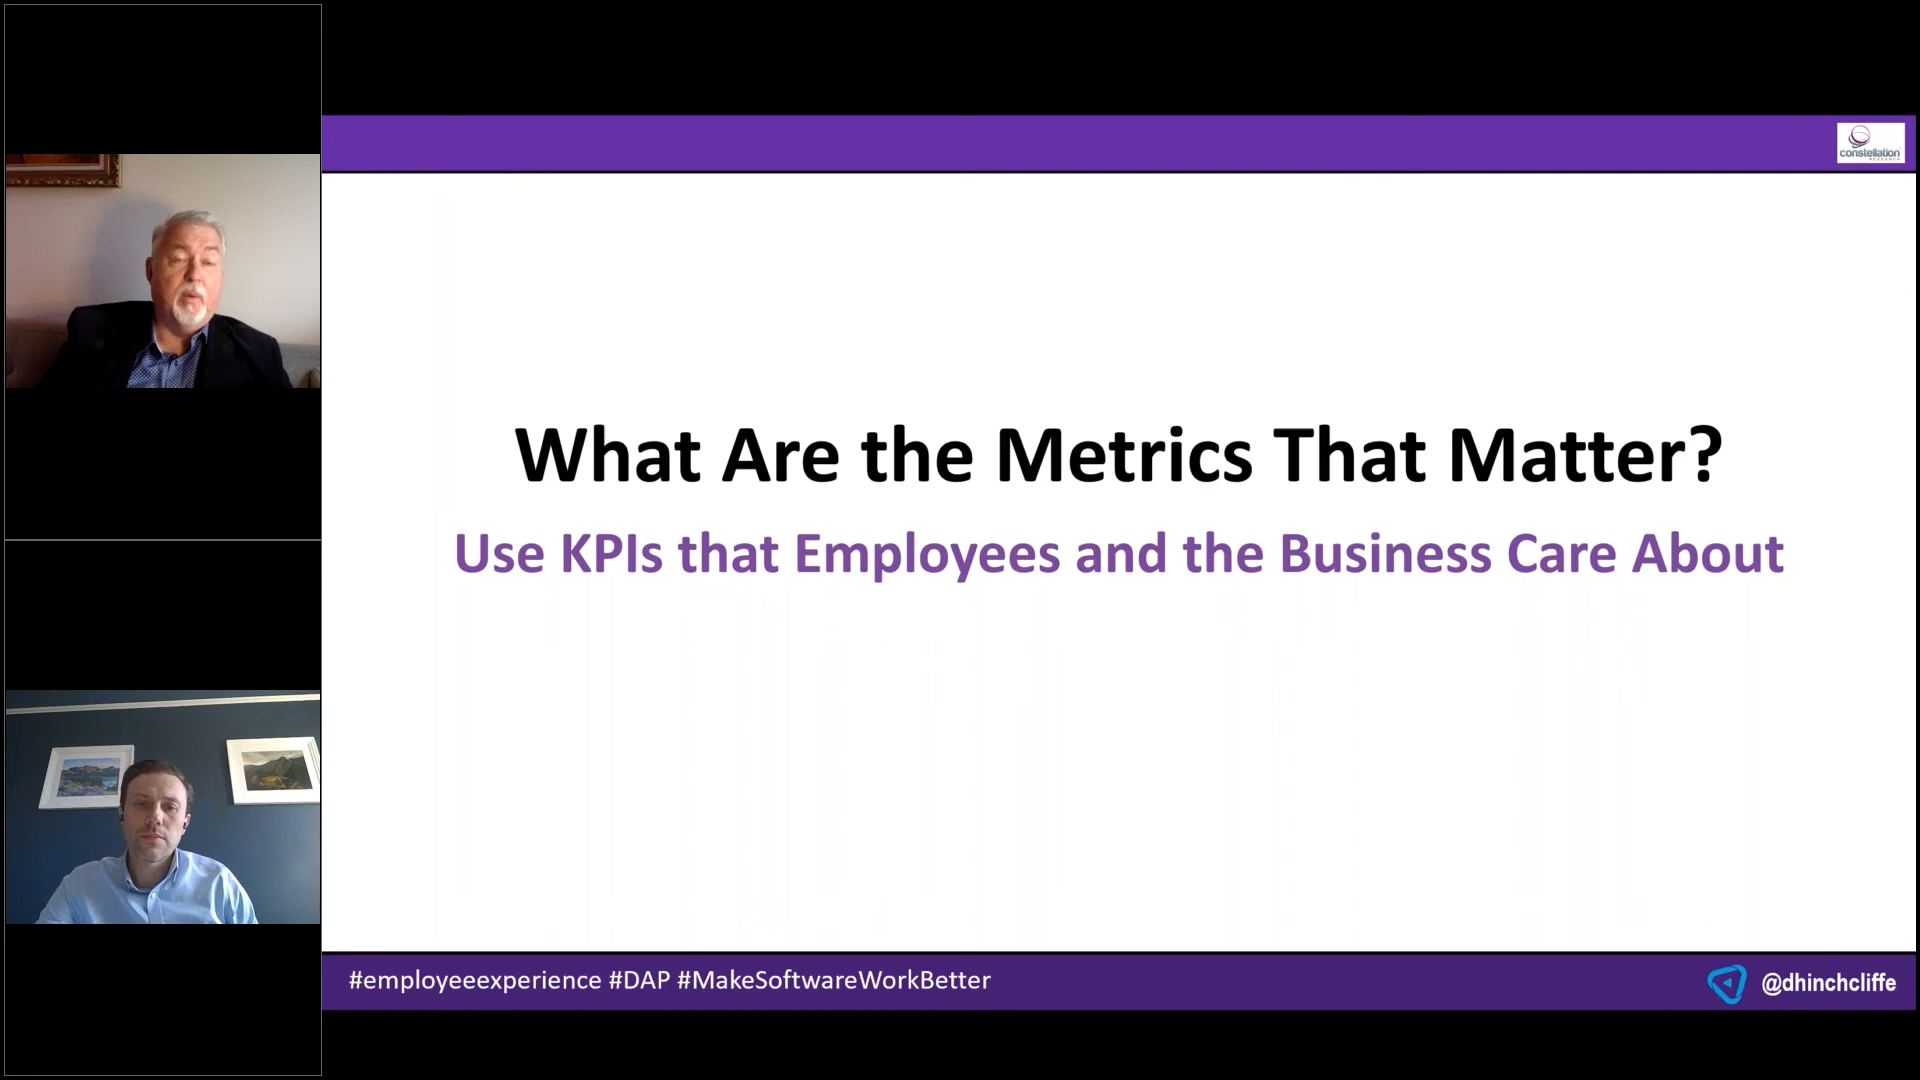 constellation
RESEARCH
What Are the Metrics That Matter?
Use KPIs that Employees and the Business Care About
#employeeexperience #DAP #MakeSoftwareWorkBetter
@dhinchcliffe